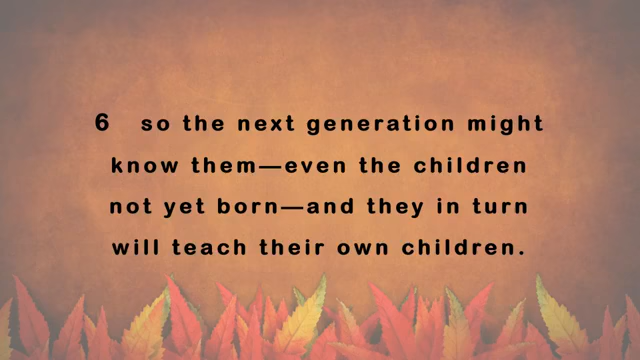 6 so the next generation might
know them—even the children
not yet born—and they in turn
will teach their own children.